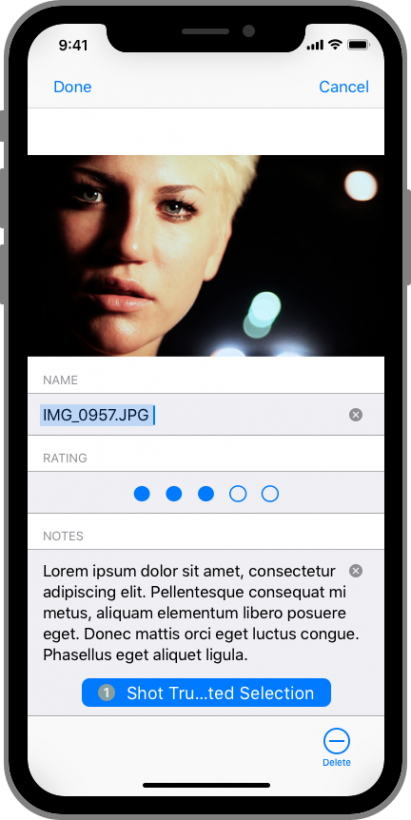 9:41
Done Cancel
NAME
IMG_0957.JPG
RATING
NOTES
Lorem ipsum dolor sit amet, consectetur
adipiscing elit. Pellentesque consequat mi
metus, aliquam elementum libero posuere
eget. Donec mattis orci eget luctus congue.
Phasellus eget aliquet ligula.
1 Shot Tru...ted Selection
Delete